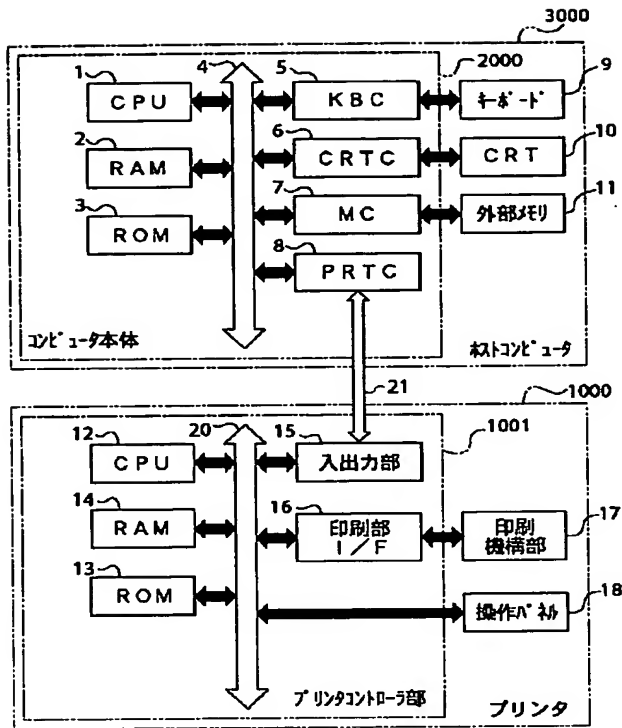 3000
1
4
5
2000
9
CPU
KBC
キーボード
2
6
10
RAM
CRTC
CRT
3
7
11
ROM
MC
外部メモリ
8
PRTC
コンピュータ本体
ホストコンピュータ
21
1000
12
20
15
1001
CPU
入出力部
14
16
17
RAM
印刷部
I/F
印刷
機構部
13
18
ROM
操作パネル
プリンタコントローラ部
プリンタ